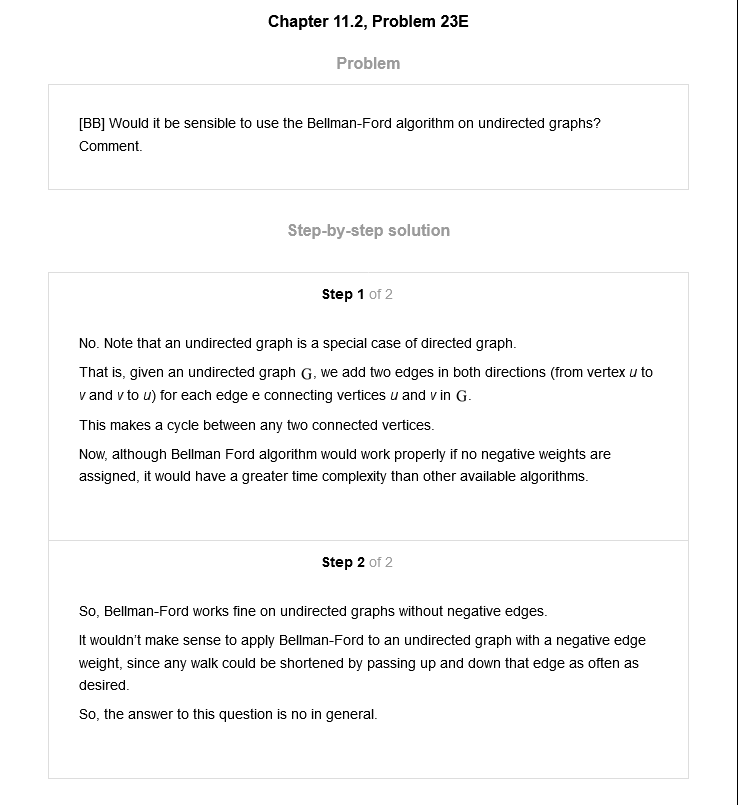 Chapter 11.2, Problem 23E
Problem
[BB] Would it be sensible to use the Bellman-Ford algorithm on undirected graphs?
Comment.
Step-by-step solution
Step 1 of 2
No. Note that an undirected graph is a special case of directed graph.
That is, given an undirected graph G, we add two edges in both directions (from vertex u to
v and v to u) for each edge e connecting vertices u and v in G.
This makes a cycle between any two connected vertices.
Now, although Bellman Ford algorithm would work properly if no negative weights are
assigned, it would have a greater time complexity than other available algorithms.
Step 2 of 2
So, Bellman-Ford works fine on undirected graphs without negative edges.
It wouldn't make sense to apply Bellman-Ford to an undirected graph with a negative edge
weight, since any walk could be shortened by passing up and down that edge as often as
desired.
So, the answer to this question is no in general.